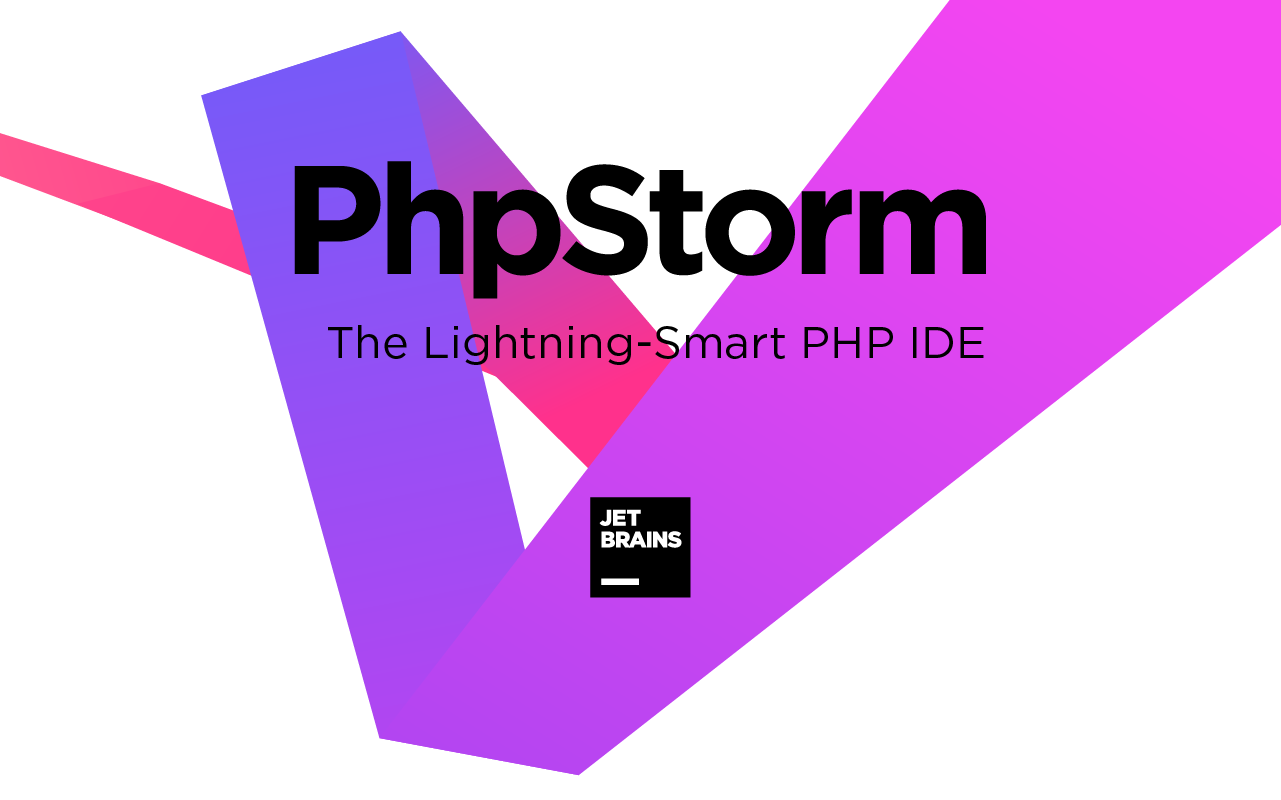 PhpStorm
The Lightning-Smart PHP IDE
JET
BRAINS